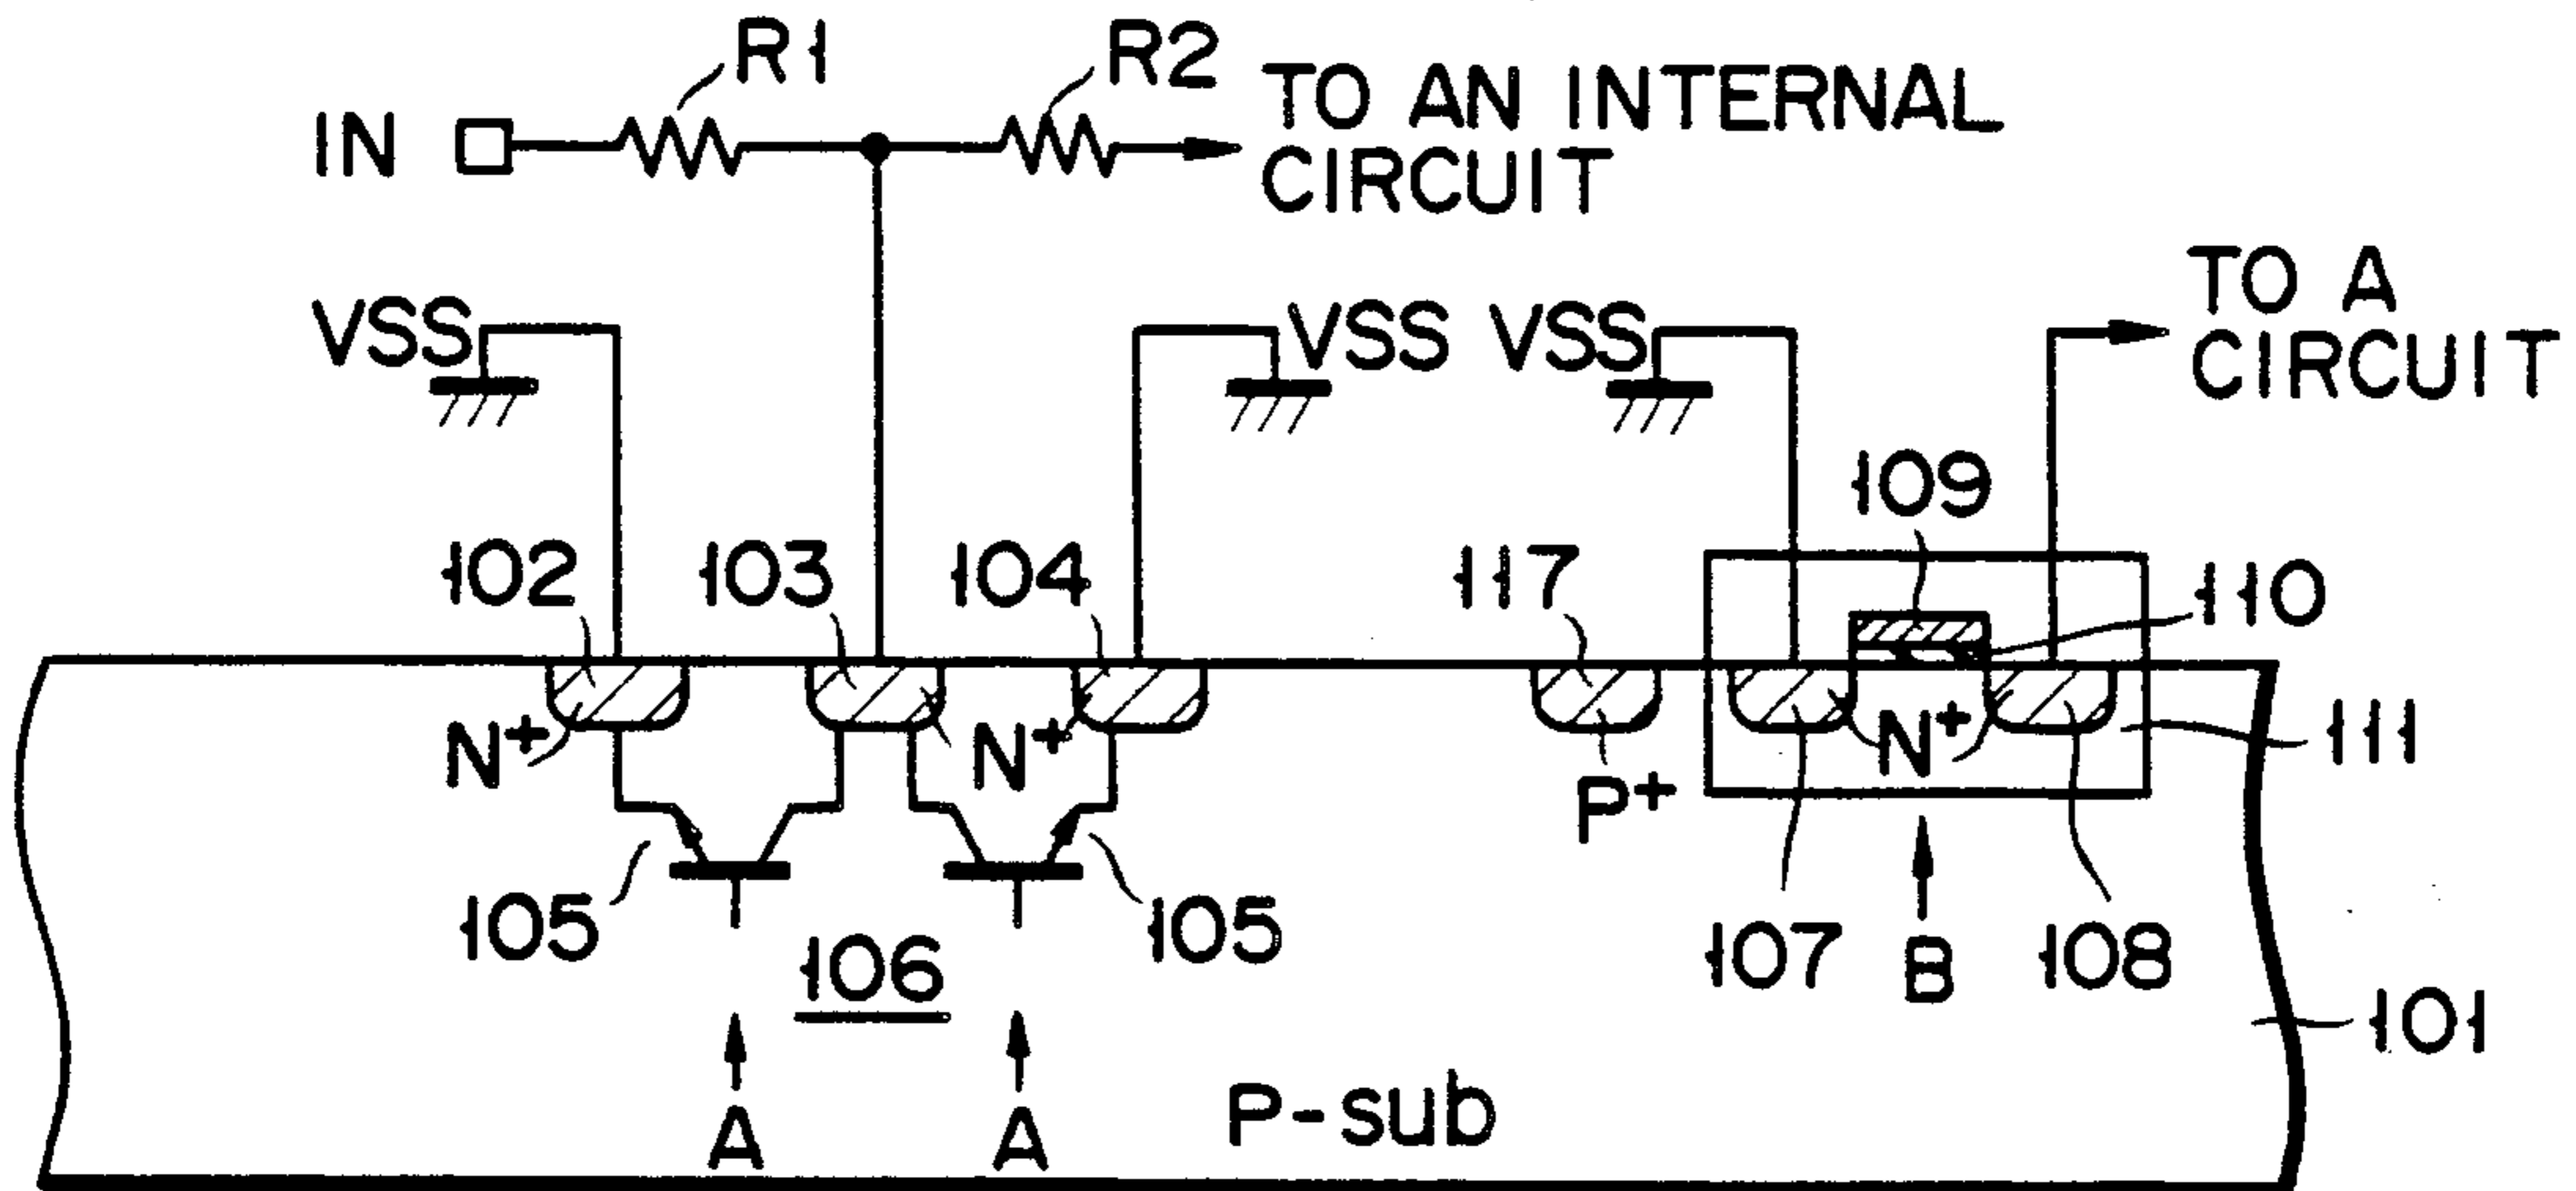 R1
R2
IN
TO AN INTERNAL
CIRCUIT
VSS
VSS
VSS
TO A
CIRCUIT
109
102
103
104
117
110
N+
N+
P+
N+
111
105
105
106
107
B
108
101
A
A
P-sub